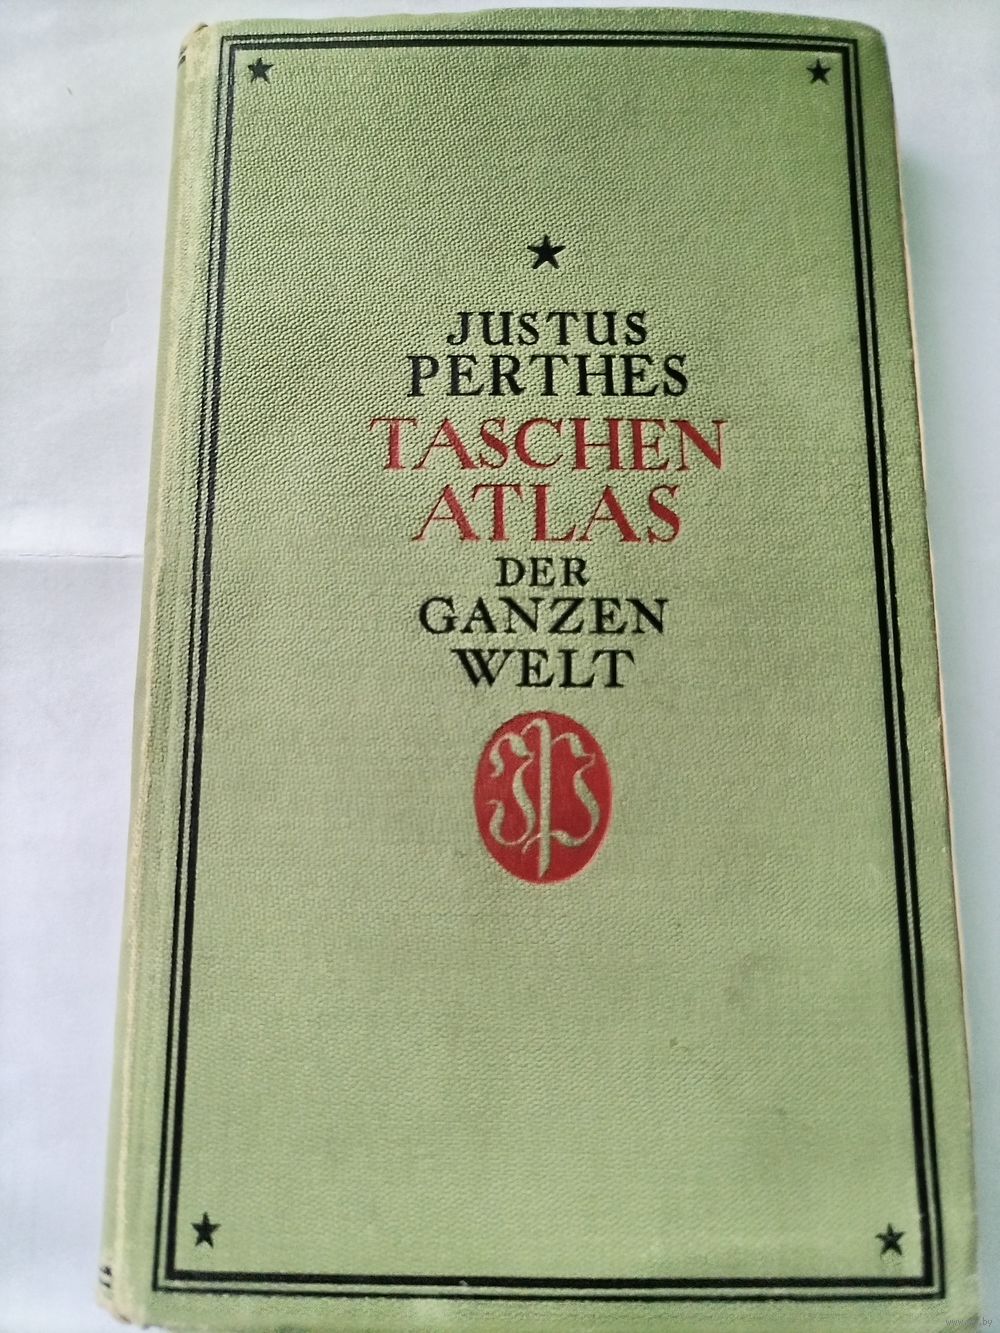 JUSTUS
PERTHES
TASCHEN
ATLAS
DER
GANZEN
WELT